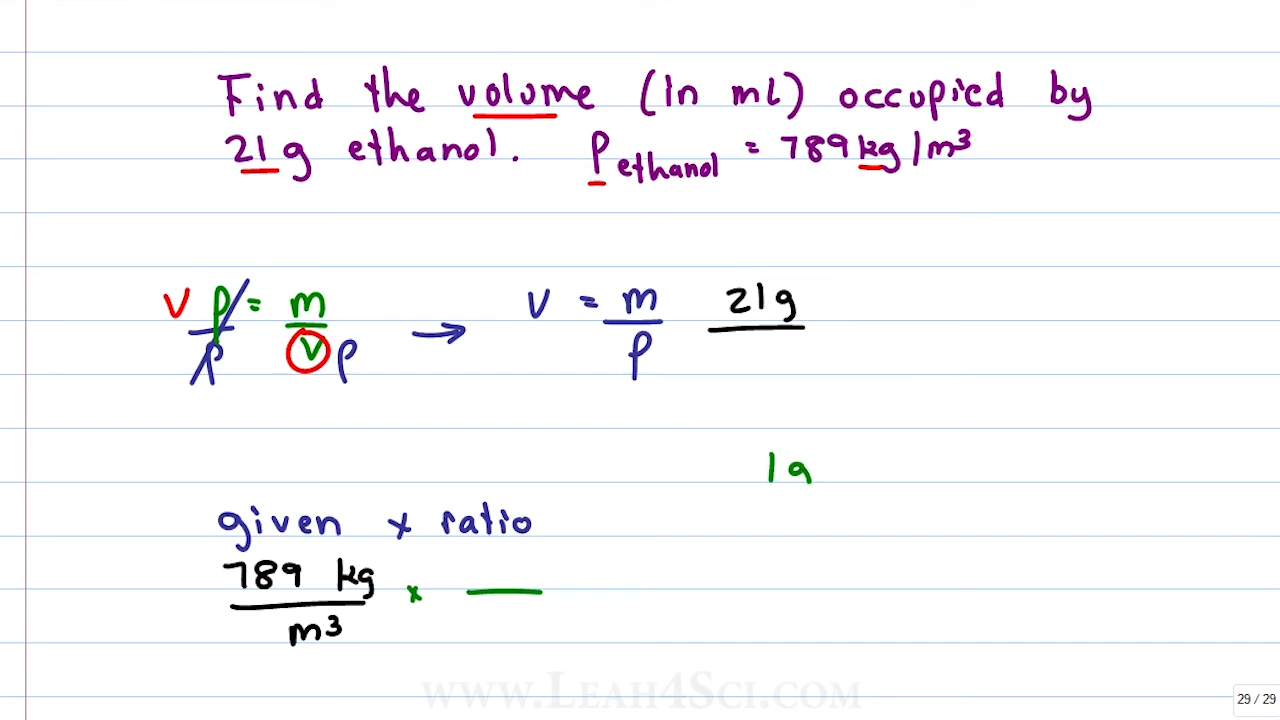 Find the volume (in mL) occupied by
21g ethanol. ρethanol = 789 kg/m³
V ρ/ρ = m/Vρ → V = m/ρ 21g
1g
given x ratio
789 kg/m³ x
www.Leah4Sci.com
29 / 29